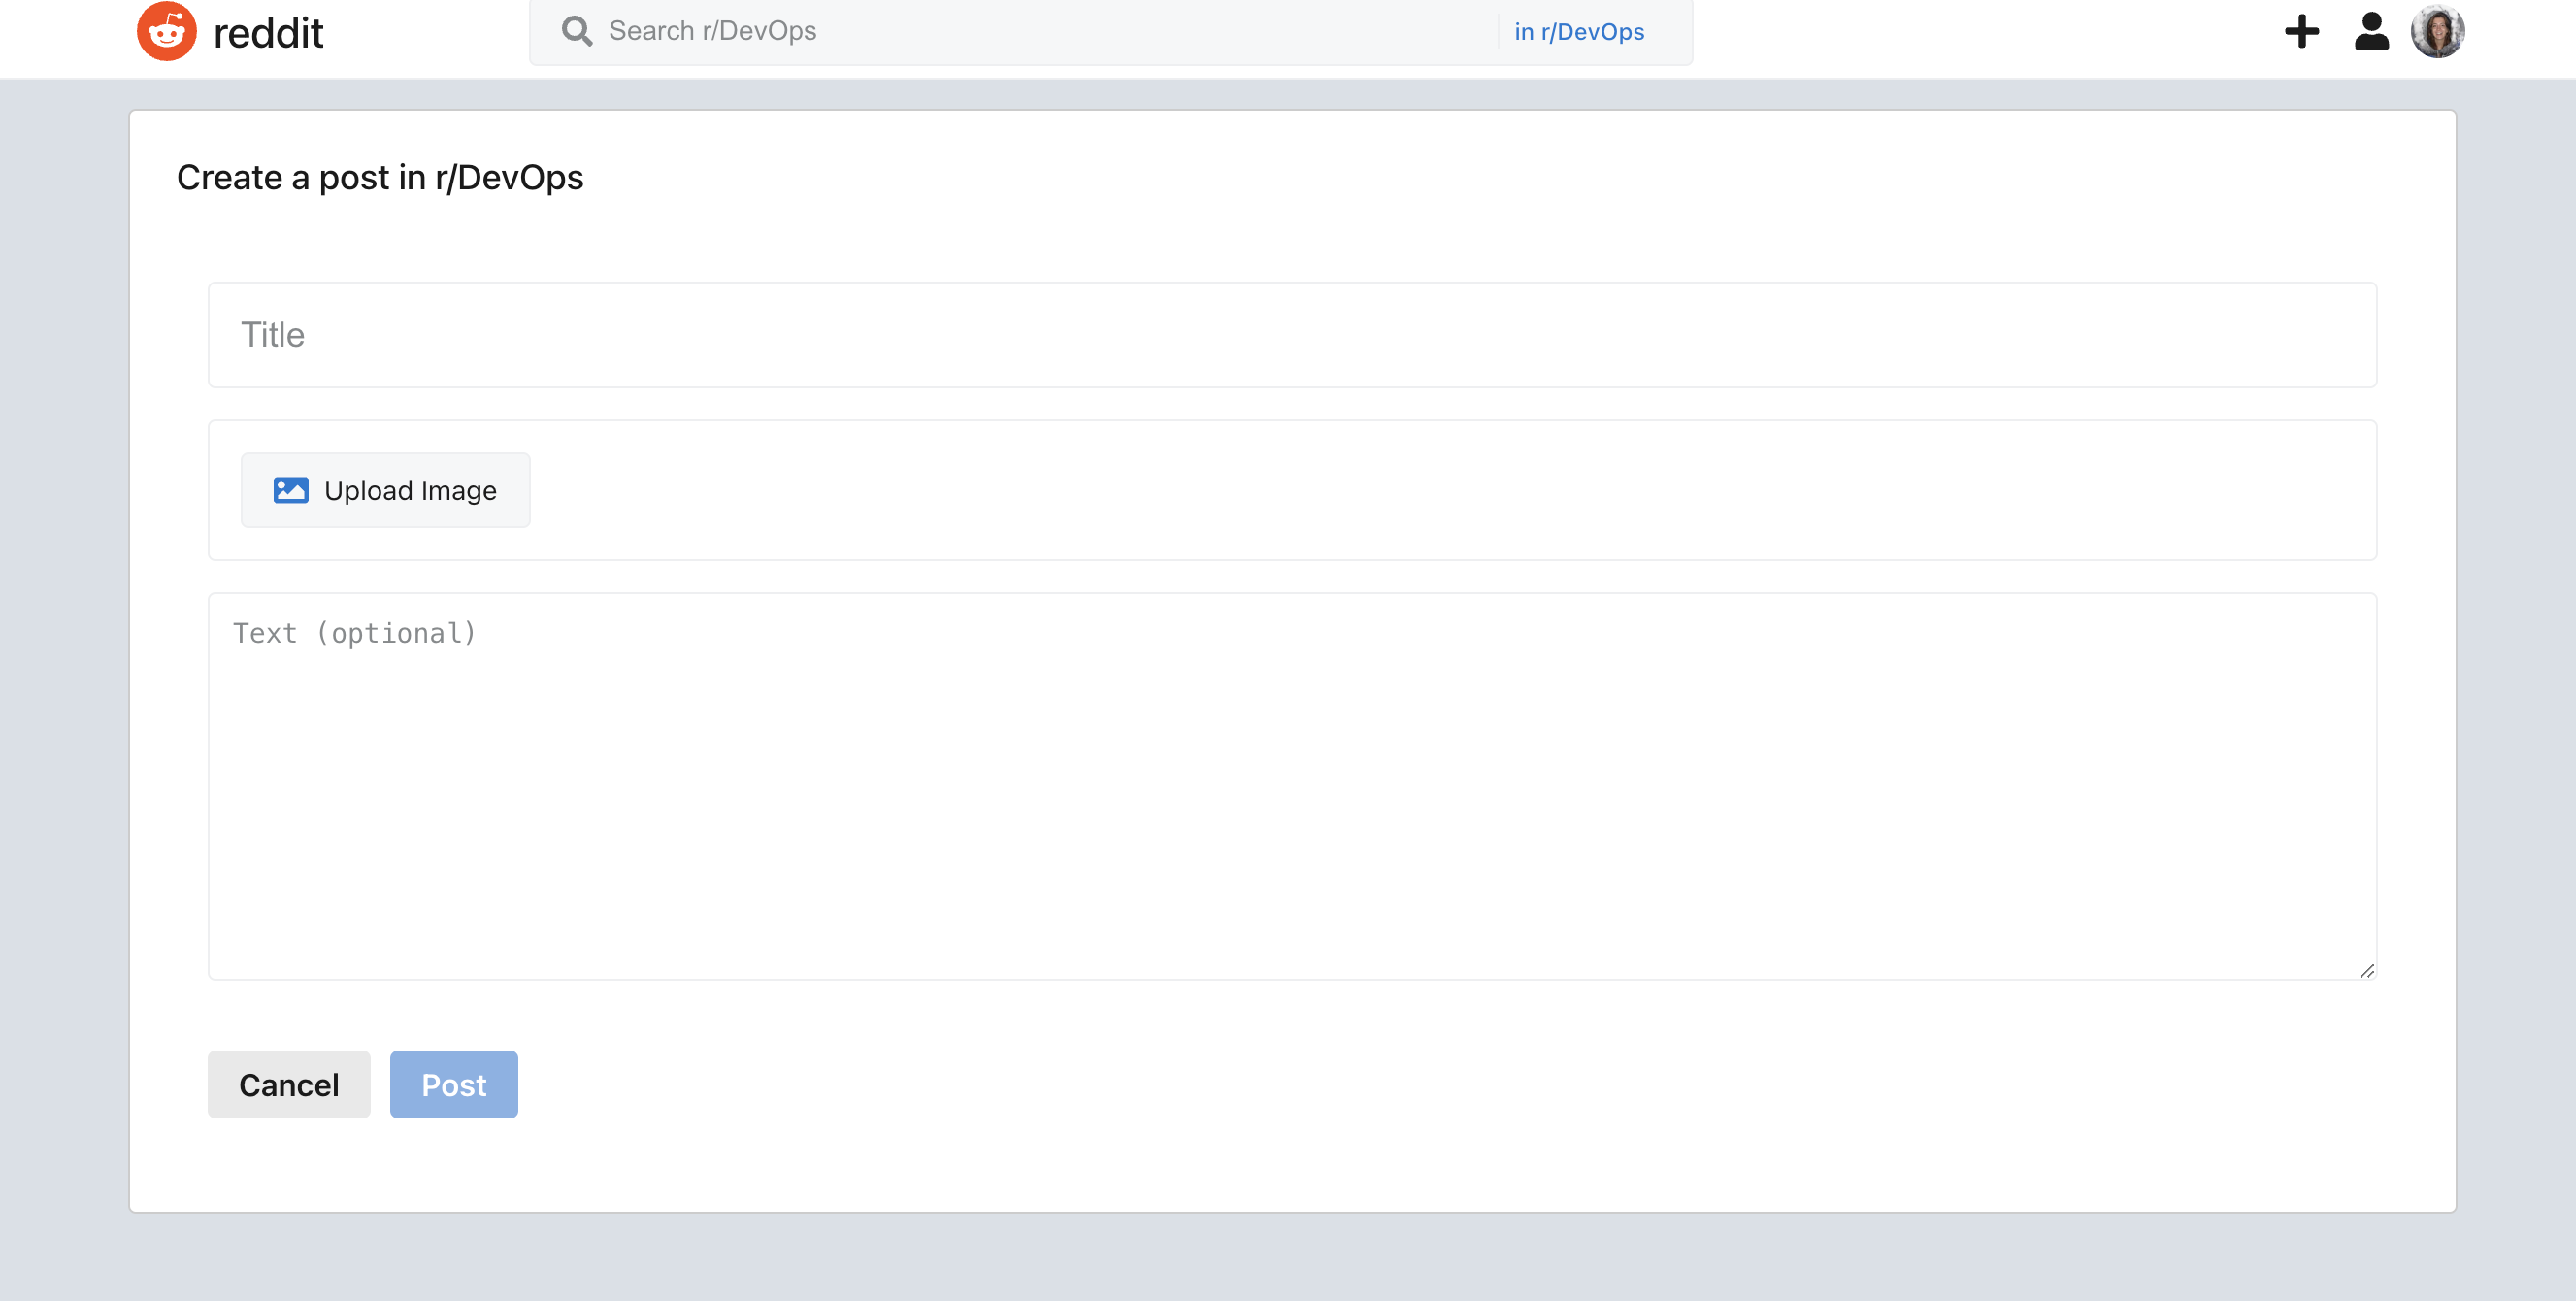 reddit
Search r/DevOps
in r/DevOps
Create a post in r/DevOps
Title
Upload Image
Text (optional)
Cancel
Post